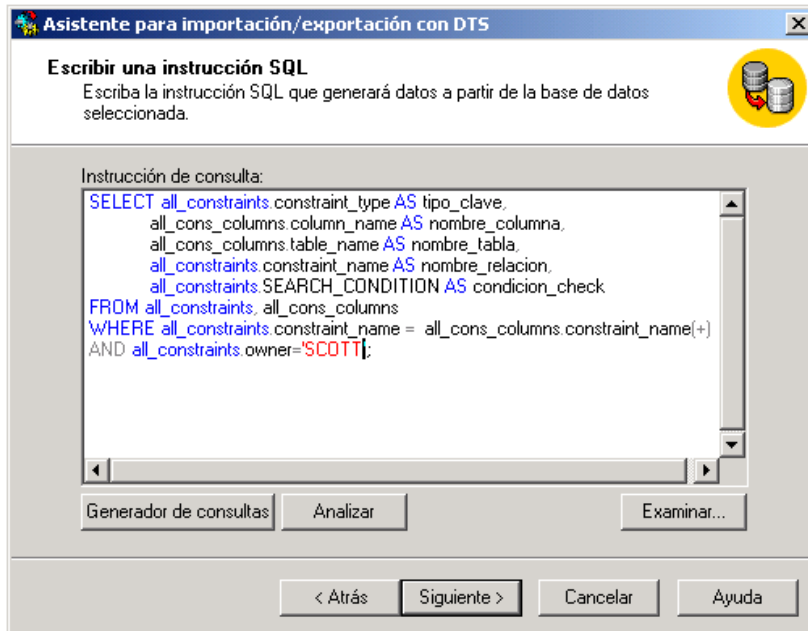 Asistente para importación/exportación con DTS
Escribir una instrucción SQL
Escriba la instrucción SQL que generará datos a partir de la base de datos
seleccionada.
Instrucción de consulta:
SELECT all_constraints.constraint_type AS tipo_clave,
all_cons_columns.column_name AS nombre_columna,
all_cons_columns.table_name AS nombre_tabla,
all_constraints.constraint_name AS nombre_relacion,
all_constraints.SEARCH_CONDITION AS condicion_check
FROM all_constraints, all_cons_columns
WHERE all_constraints.constraint_name = all_cons_columns.constraint_name(+)
AND all_constraints.owner='SCOTT';
Generador de consultas
Analizar
Examinar...
< Atrás
Siguiente >
Cancelar
Ayuda